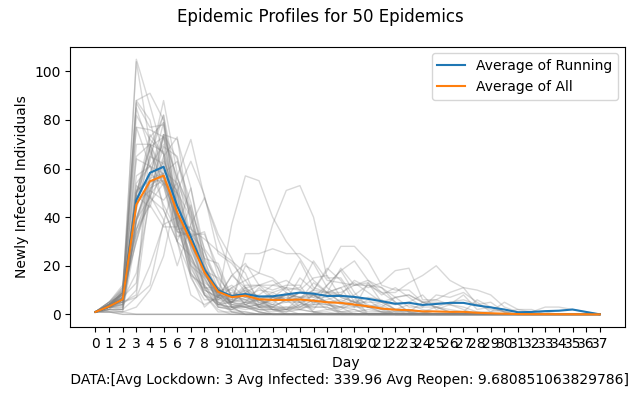 Epidemic Profiles for 50 Epidemics
Average of Running
Average of All
Newly Infected Individuals
100
80
60
40
20
0
0 1 2 3 4 5 6 7 8 9 10 11 12 13 14 15 16 17 18 19 20 21 22 23 24 25 26 27 28 29 30 31 32 33 34 35 36 37
Day
DATA:[Avg Lockdown: 3 Avg Infected: 339.96 Avg Reopen: 9.680851063829786]